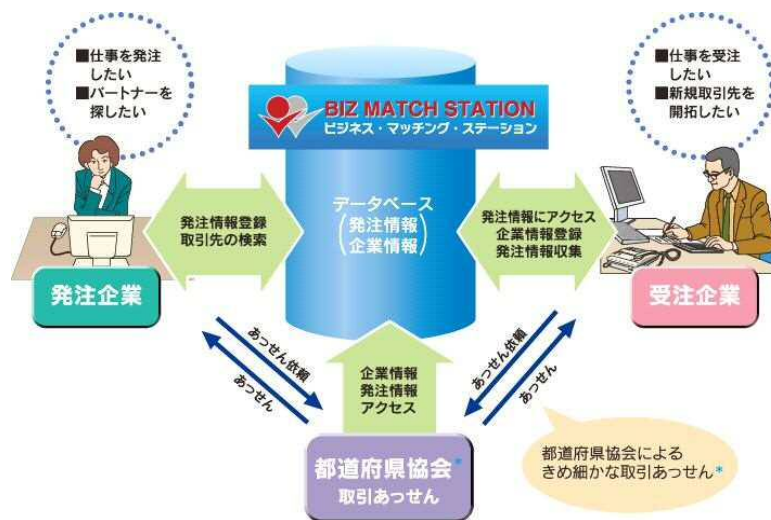 ■仕事を発注
したい
■パートナーを
探したい
■仕事を受注
したい
■新規取引先を
開拓したい
BIZ MATCH STATION
ビジネス・マッチング・ステーション
データベース
(発注情報
企業情報)
発注情報登録
取引先の検索
発注情報にアクセス
企業情報登録
発注情報収集
発注企業
受注企業
あっせん依頼
あっせん
企業情報
発注情報
アクセス
あっせん依頼
あっせん
都道府県協会*
取引あっせん
都道府県協会による
きめ細かな取引あっせん*